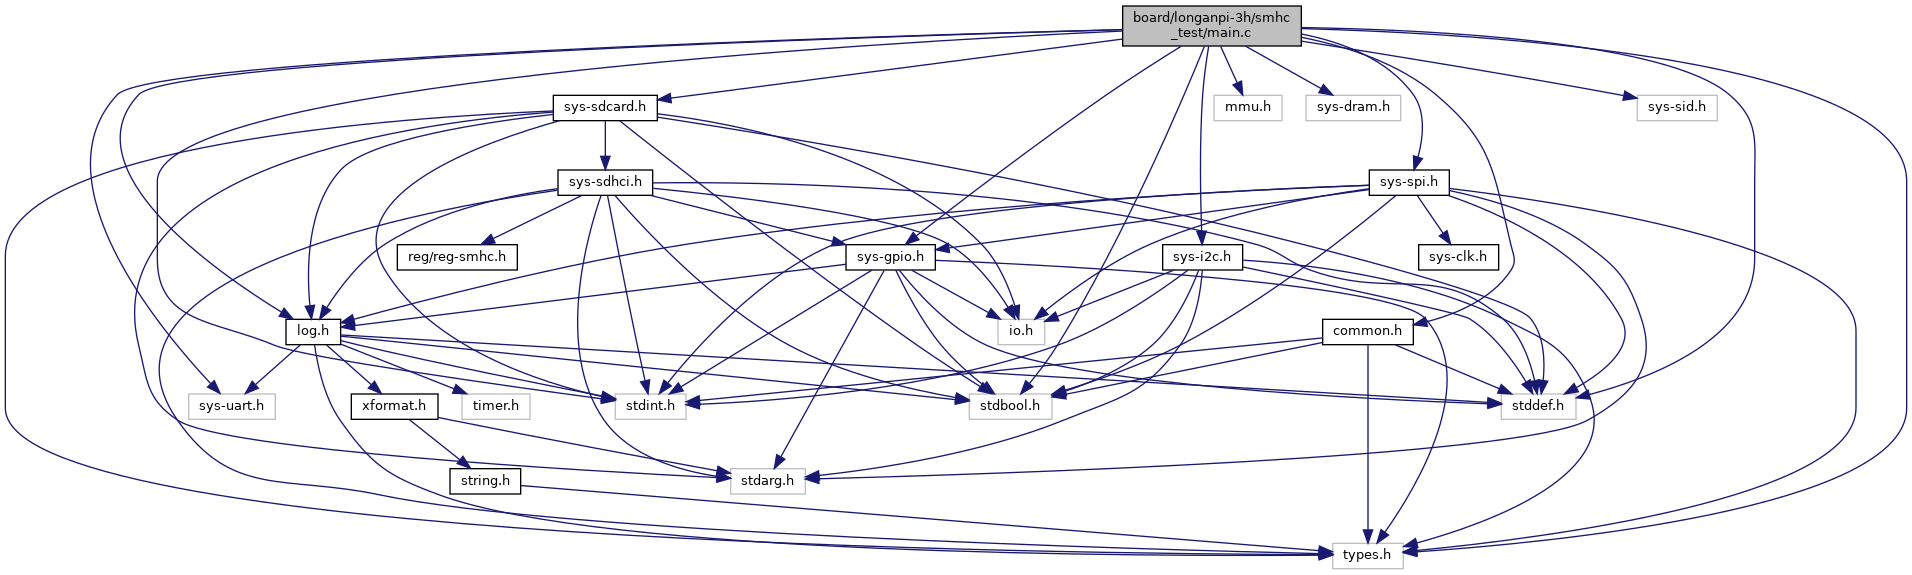 board/longanpi-3h/smhc
_test/main.c
sys-sdcard.h
mmu.h
sys-dram.h
sys-sid.h
sys-sdhci.h
sys-spi.h
reg/reg-smhc.h
sys-gpio.h
sys-i2c.h
sys-clk.h
log.h
io.h
common.h
sys-uart.h
xformat.h
timer.h
stdint.h
stdbool.h
stddef.h
string.h
stdarg.h
types.h